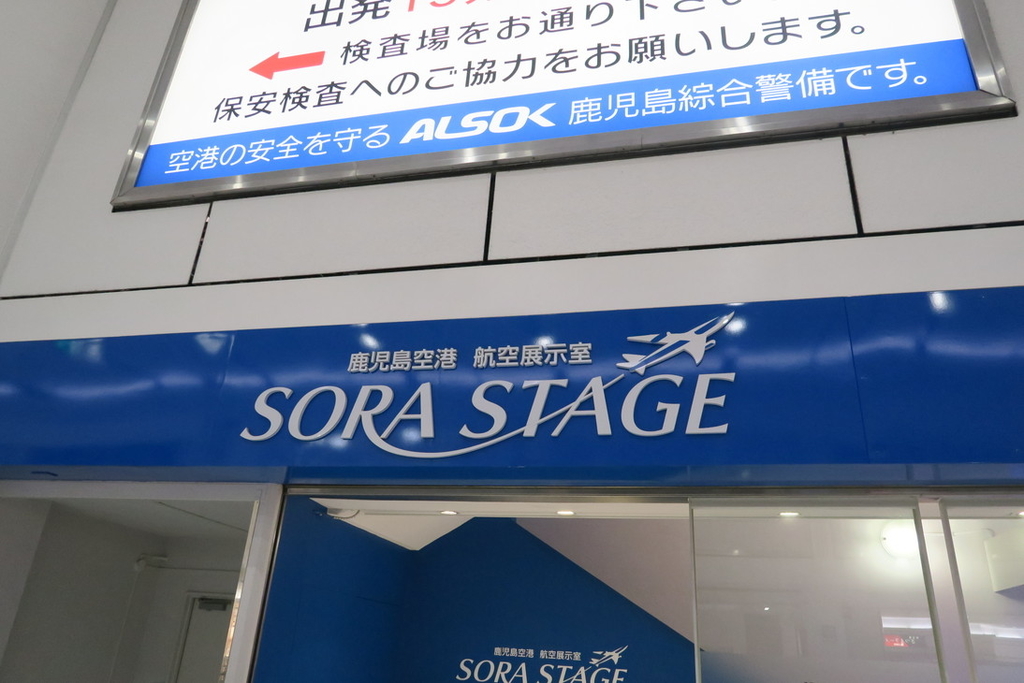 出発15
検査場をお通り下さい
保安検査へのご協力をお願いします。
空港の安全を守る ALSOK 鹿児島綜合警備です。
鹿児島空港 航空展示室
SORA STAGE
鹿児島空港 航空展示室
SORA STAGE